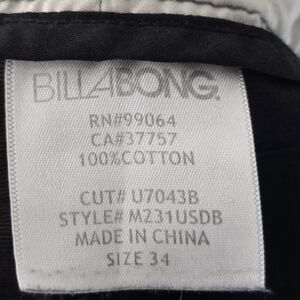 BILLABONG
RN#99064
CA#37757
100%COTTON
CUT# U7043B
STYLE# M231USDB
MADE IN CHINA
SIZE 34